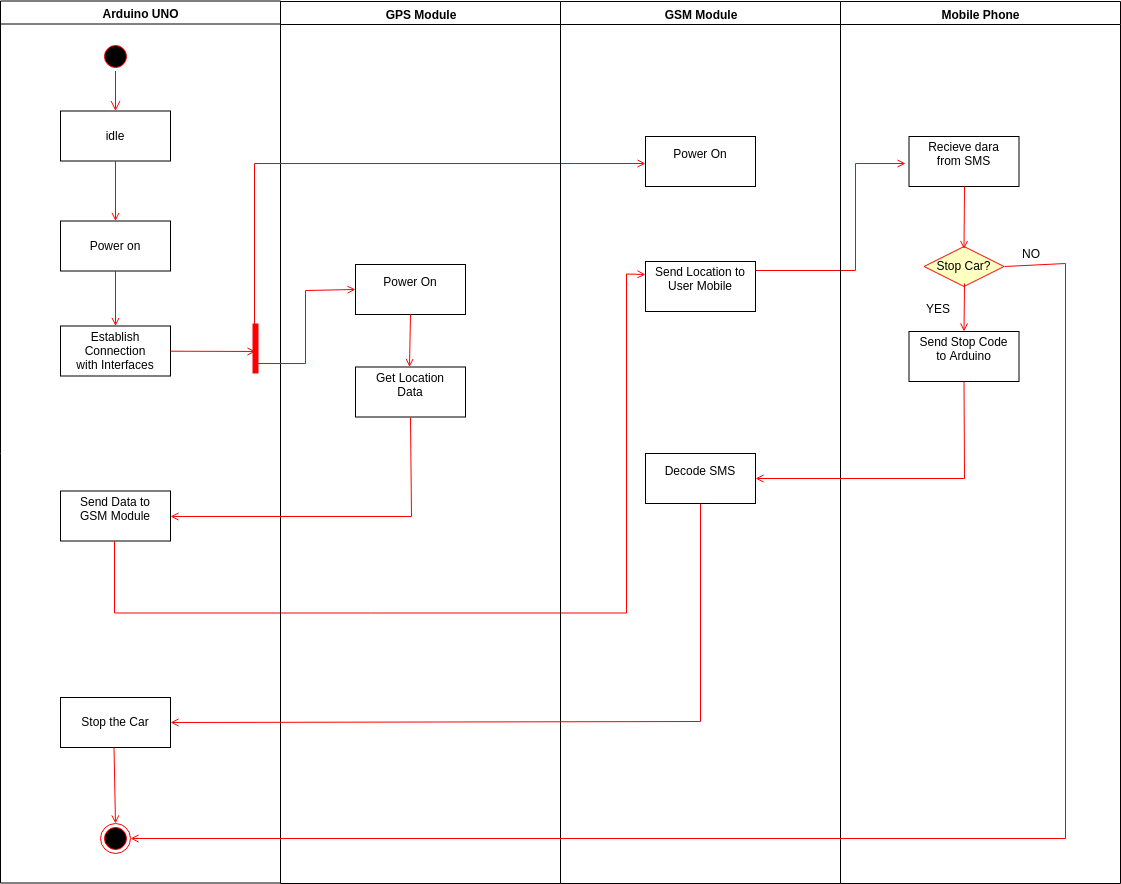 Arduino UNO
GPS Module
GSM Module
Mobile Phone
idle
Power on
Establish
Connection
with Interfaces
Send Data to
GSM Module
Stop the Car
Power On
Get Location
Data
Power On
Send Location to
User Mobile
Decode SMS
Recieve dara
from SMS
Stop Car?
NO
YES
Send Stop Code
to Arduino